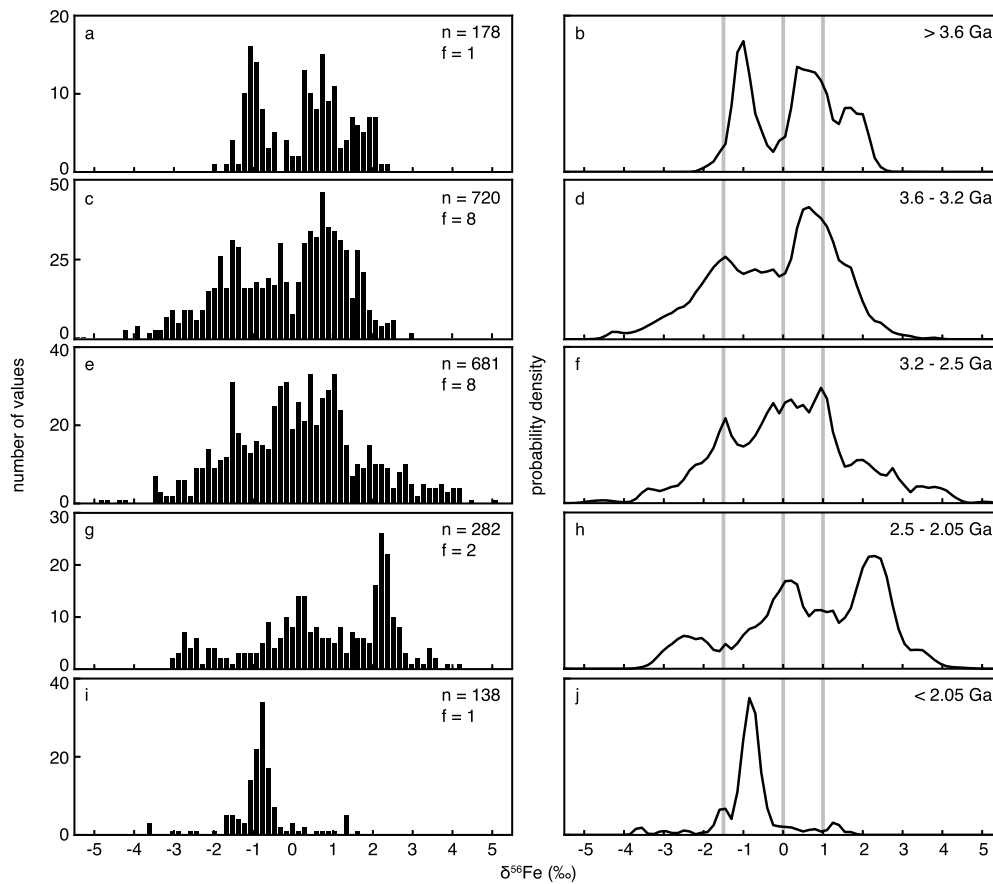 20
10
0
a
n = 178
f = 1
b
> 3.6 Ga
50
25
0
c
n = 720
f = 8
d
3.6 - 3.2 Ga
number of values
probability density
40
20
0
e
n = 681
f = 8
f
3.2 - 2.5 Ga
30
20
10
0
g
n = 282
f = 2
h
2.5 - 2.05 Ga
40
20
0
i
n = 138
f = 1
j
< 2.05 Ga
-5 -4 -3 -2 -1 0 1 2 3 4 5
-5 -4 -3 -2 -1 0 1 2 3 4 5
δ⁵⁶Fe (‰)